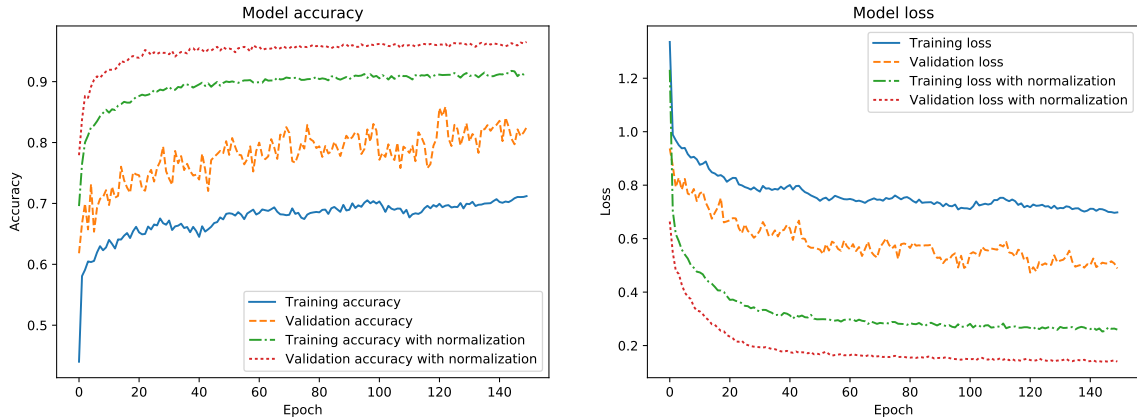 Model accuracy
Accuracy
0.9
0.8
0.7
0.6
0.5
Training accuracy
Validation accuracy
Training accuracy with normalization
Validation accuracy with normalization
0 20 40 60 80 100 120 140
Epoch
Model loss
Loss
1.2
1.0
0.8
0.6
0.4
0.2
Training loss
Validation loss
Training loss with normalization
Validation loss with normalization
0 20 40 60 80 100 120 140
Epoch